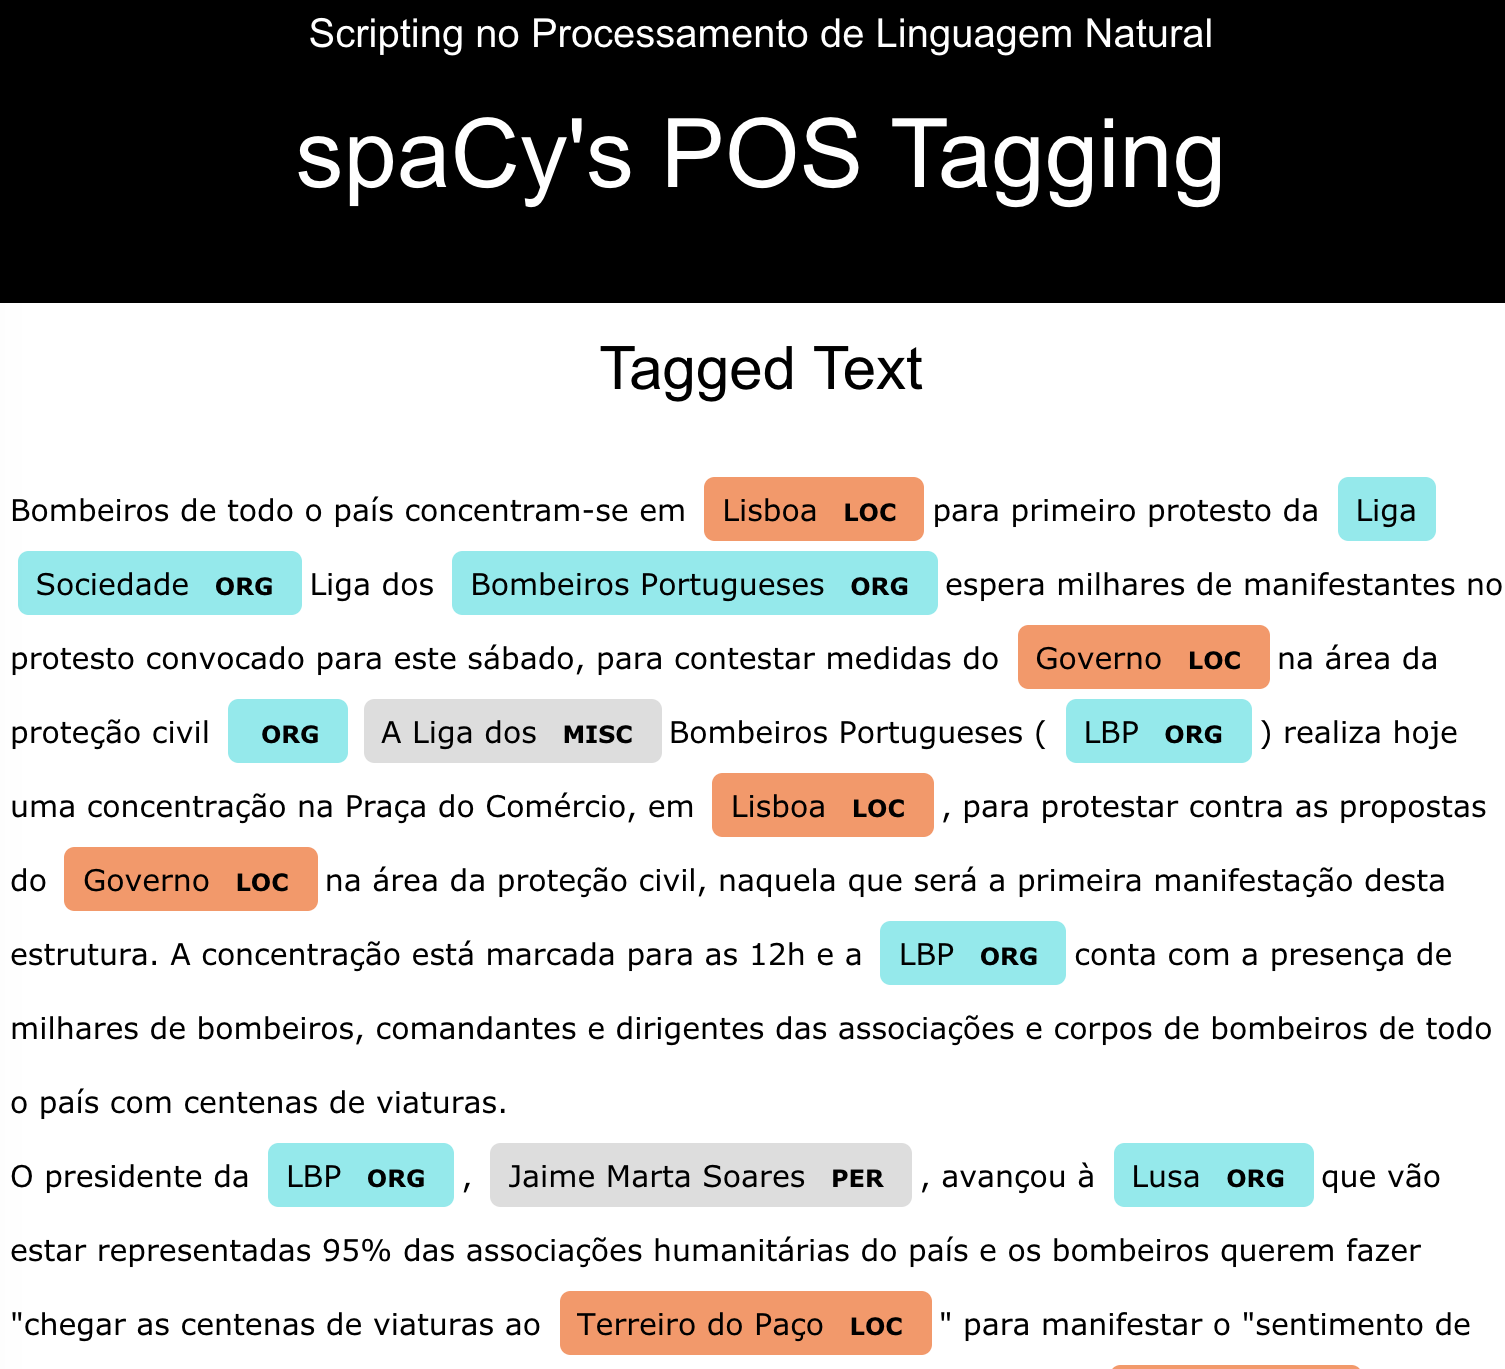 Scripting no Processamento de Linguagem Natural
spaCy's POS Tagging
Tagged Text
Bombeiros de todo o país concentram-se em Lisboa LOC para primeiro protesto da Liga
Sociedade ORG Liga dos Bombeiros Portugueses ORG espera milhares de manifestantes no
protesto convocado para este sábado, para contestar medidas do Governo LOC na área da
proteção civil ORG A Liga dos MISC Bombeiros Portugueses ( LBP ORG ) realiza hoje
uma concentração na Praça do Comércio, em Lisboa LOC , para protestar contra as propostas
do Governo LOC na área da proteção civil, naquela que será a primeira manifestação desta
estrutura. A concentração está marcada para as 12h e a LBP ORG conta com a presença de
milhares de bombeiros, comandantes e dirigentes das associações e corpos de bombeiros de todo
o país com centenas de viaturas.
O presidente da LBP ORG , Jaime Marta Soares PER , avançou à Lusa ORG que vão
estar representadas 95% das associações humanitárias do país e os bombeiros querem fazer
"chegar as centenas de viaturas ao Terreiro do Paço LOC " para manifestar o "sentimento de